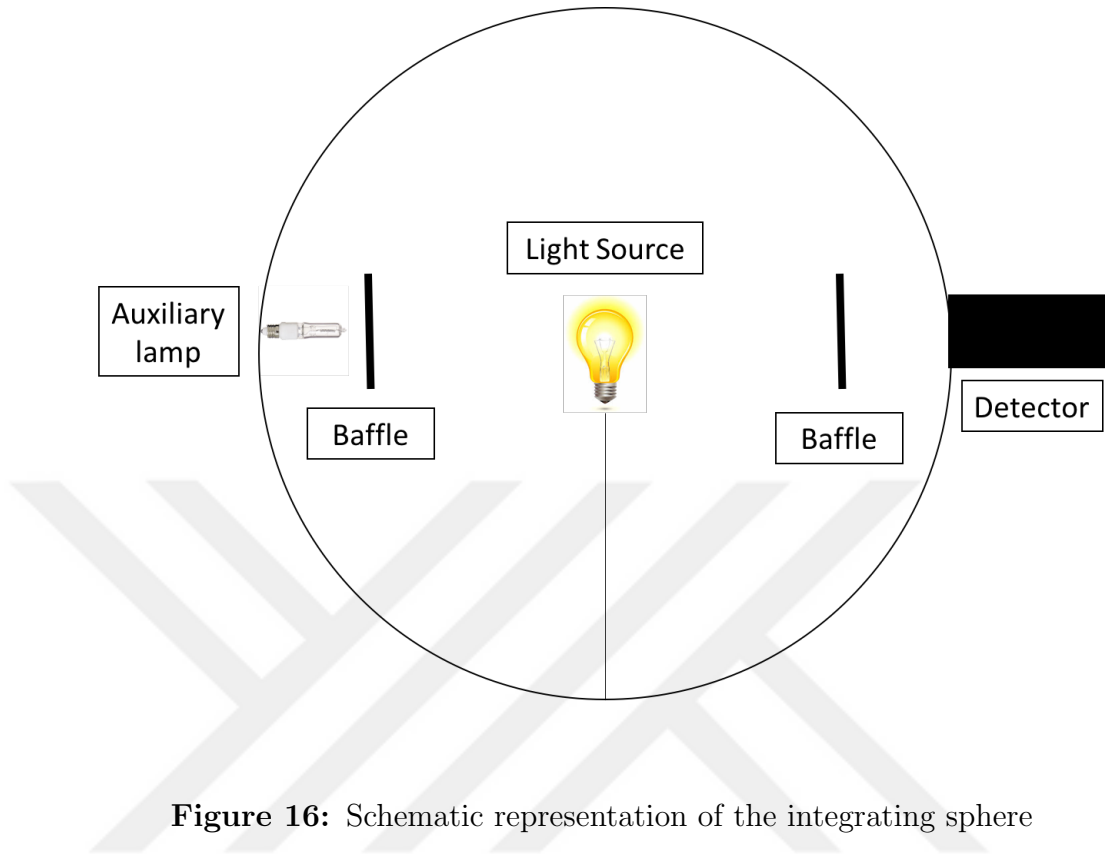 Light Source
Auxiliary
lamp
Baffle
Baffle
Detector
Figure 16: Schematic representation of the integrating sphere